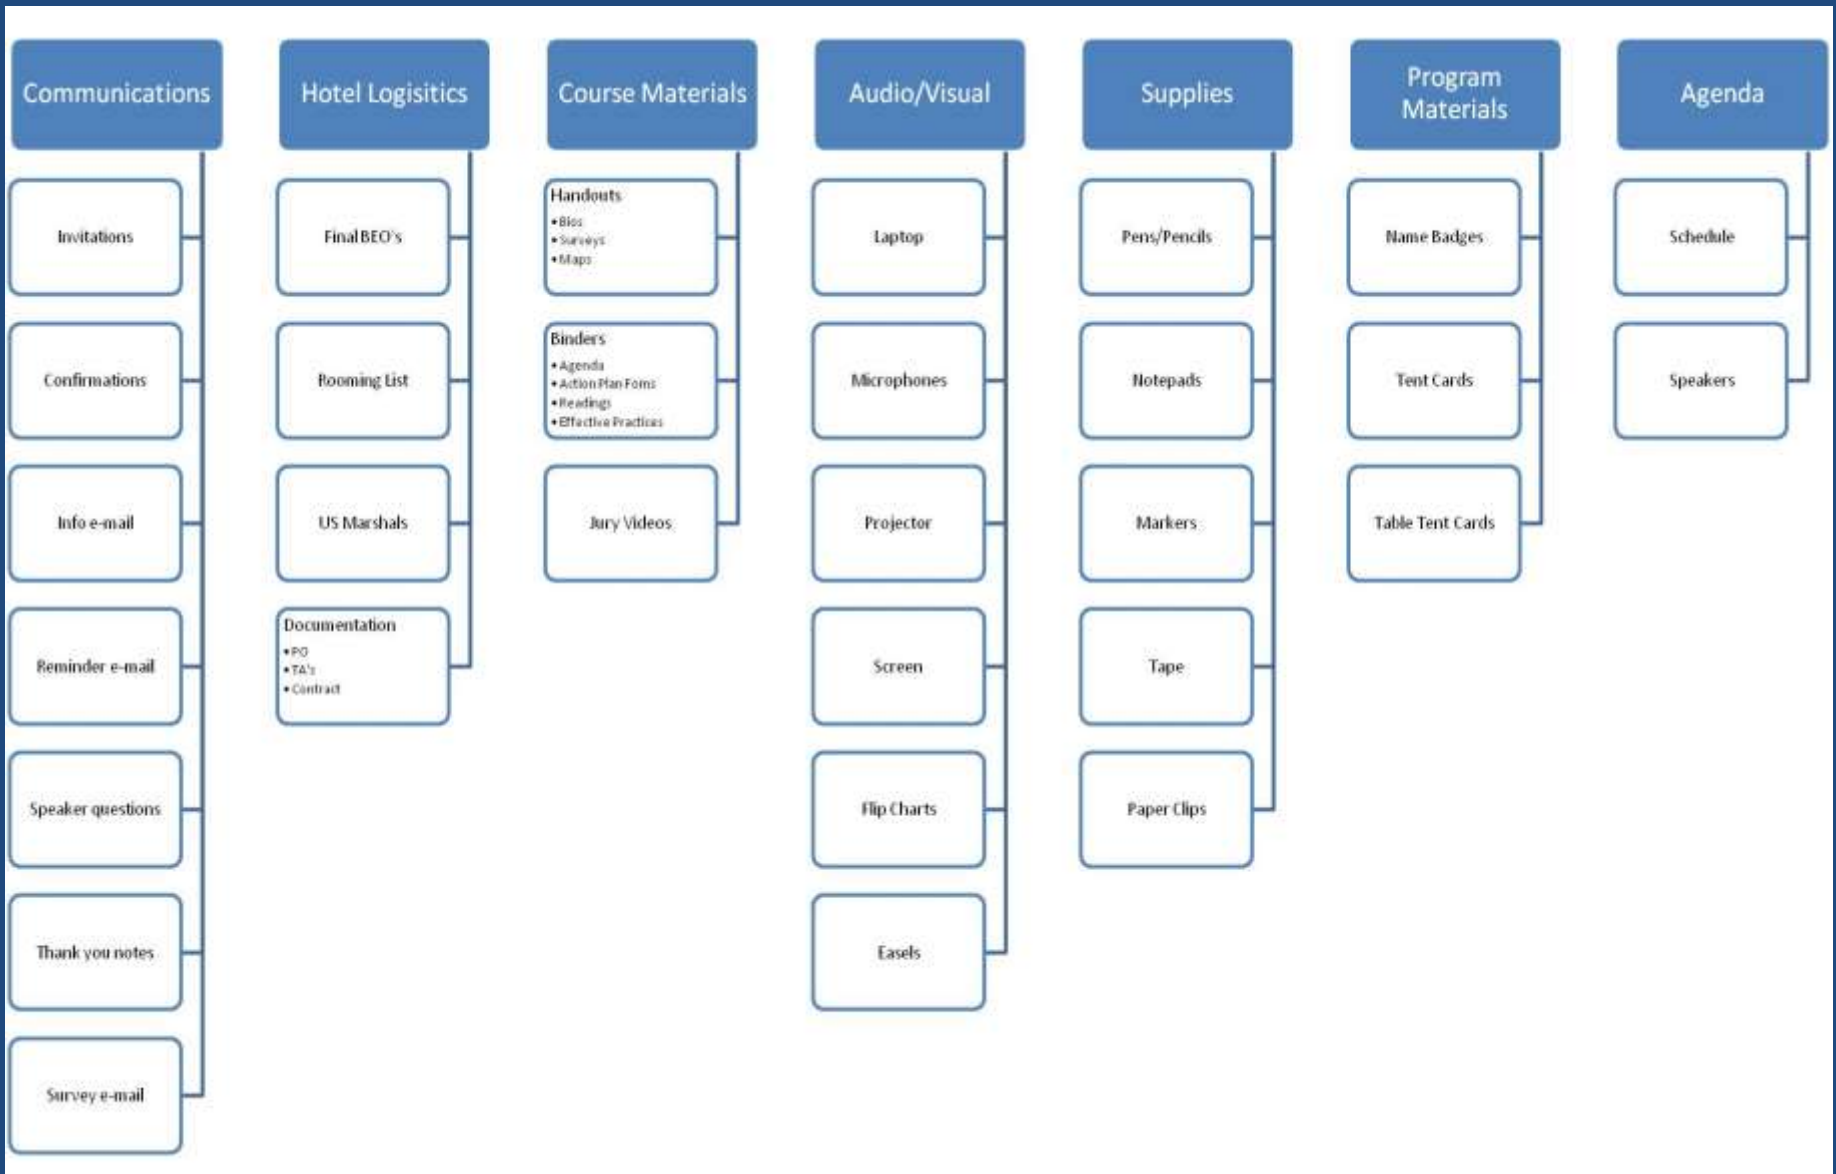 Communications
Invitations
Confirmations
Info e-mail
Reminder e-mail
Speaker questions
Thank you notes
Survey e-mail
Hotel Logisitics
Final BEO's
Rooming List
US Marshals
Documentation
• PO
• TA's
• Contract
Course Materials
Handouts
• Bios
• Surveys
• Maps
Binders
• Agenda
• Action Plan Foms
• Readings
• Effective Practices
Jury Videos
Audio/Visual
Laptop
Microphones
Projector
Screen
Flip Charts
Easels
Supplies
Pens/Pencils
Notepads
Markers
Tape
Paper Clips
Program
Materials
Name Badges
Tent Cards
Table Tent Cards
Agenda
Schedule
Speakers